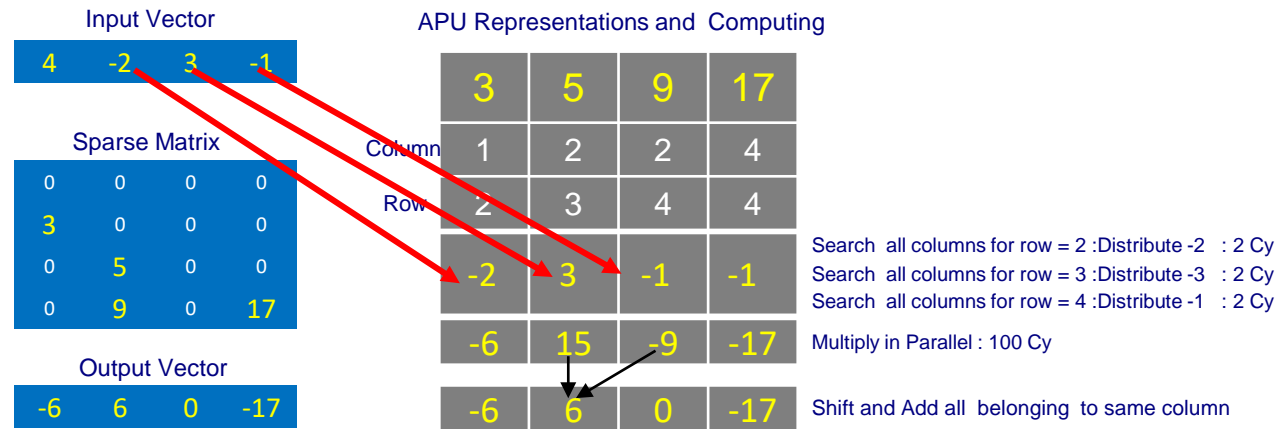 Input Vector
4 -2 3 -1
Sparse Matrix
0 0 0 0
3 0 0 0
0 5 0 0
0 9 0 17
Output Vector
-6 6 0 -17
APU Representations and Computing
3 5 9 17
Column 1 2 2 4
Row 2 3 4 4
-2 3 -1 -1
-6 15 -9 -17
-6 6 0 -17
Search all columns for row = 2 :Distribute -2 : 2 Cy
Search all columns for row = 3 :Distribute -3 : 2 Cy
Search all columns for row = 4 :Distribute -1 : 2 Cy
Multiply in Parallel : 100 Cy
Shift and Add all belonging to same column